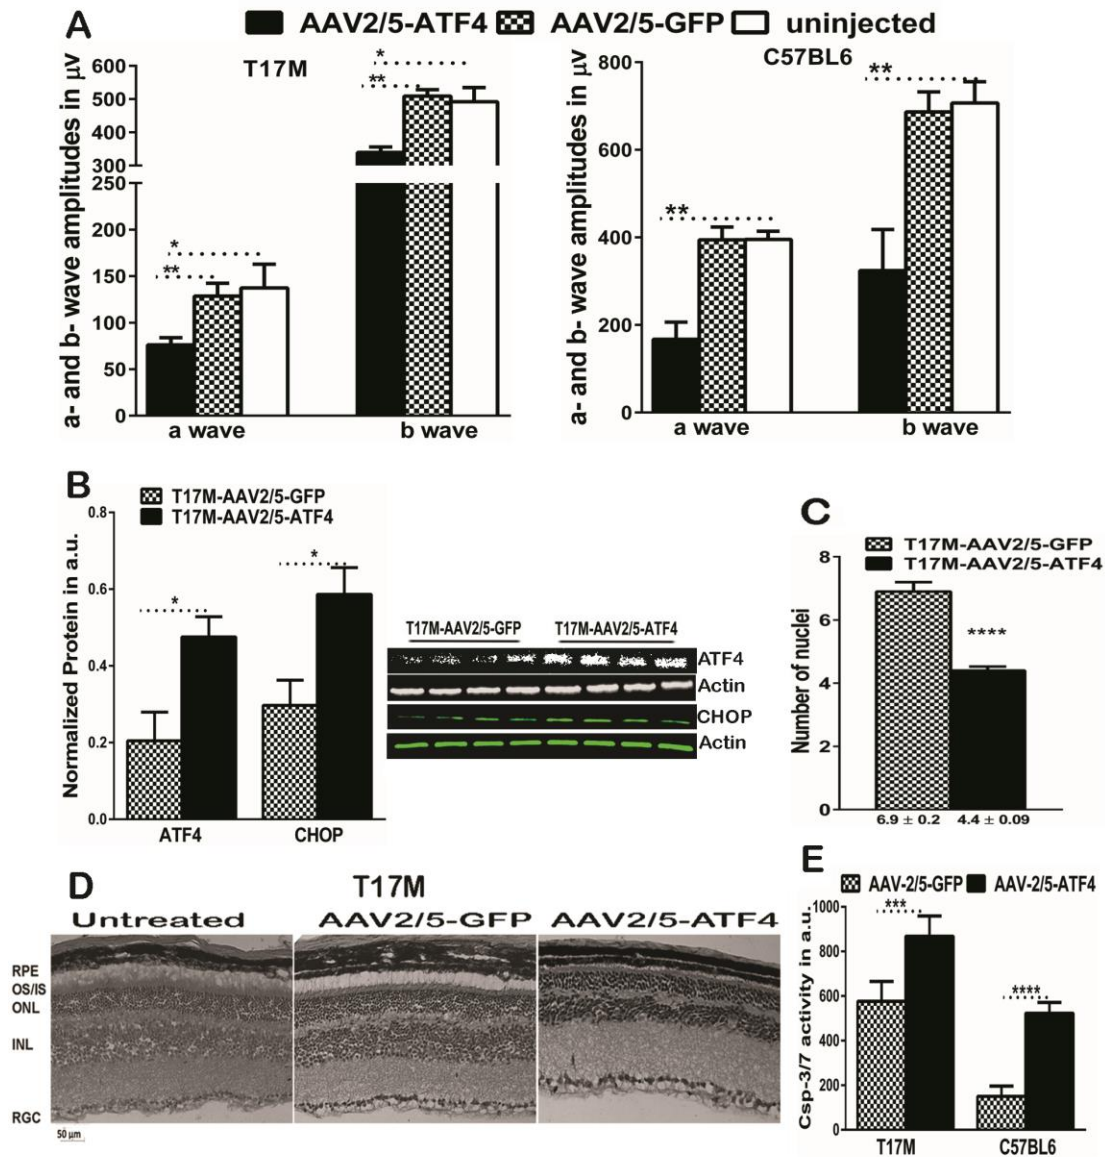 A
AAV2/5-ATF4 AAV2/5-GFP uninjected
T17M
a- and b- wave amplitudes in µv
600
500
400
300
250
200
150
100
50
0
* **
* **
a wave b wave
C57BL6
a- and b- wave amplitudes in µv
800
600
400
200
0
**
**
a wave b wave
B
T17M-AAV2/5-GFP
T17M-AAV2/5-ATF4
Normalized Protein in a.u.
0.8
0.6
0.4
0.2
0.0
*
*
ATF4 CHOP
T17M-AAV2/5-GFP T17M-AAV2/5-ATF4
ATF4
Actin
CHOP
Actin
C
T17M-AAV2/5-GFP
T17M-AAV2/5-ATF4
Number of nuclei
8
6
4
2
0
****
6.9 ± 0.2 4.4 ± 0.09
D
T17M
Untreated AAV2/5-GFP AAV2/5-ATF4
RPE
OS/IS
ONL
INL
RGC
50 µm
E
AAV-2/5-GFP AAV-2/5-ATF4
Csp-3/7 activity in a.u.
1000
800
600
400
200
0
***
****
T17M C57BL6